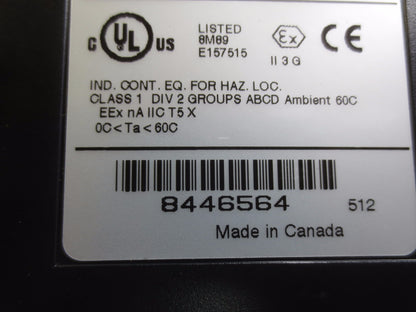 c UL US LISTED 8M89 E157515 Ex II 3 G CE
IND. CONT. EQ. FOR HAZ. LOC.
CLASS 1 DIV 2 GROUPS ABCD Ambient 60C
EEx nA IIC T5 X
0C < Ta < 60C
8446564 512
Made in Canada